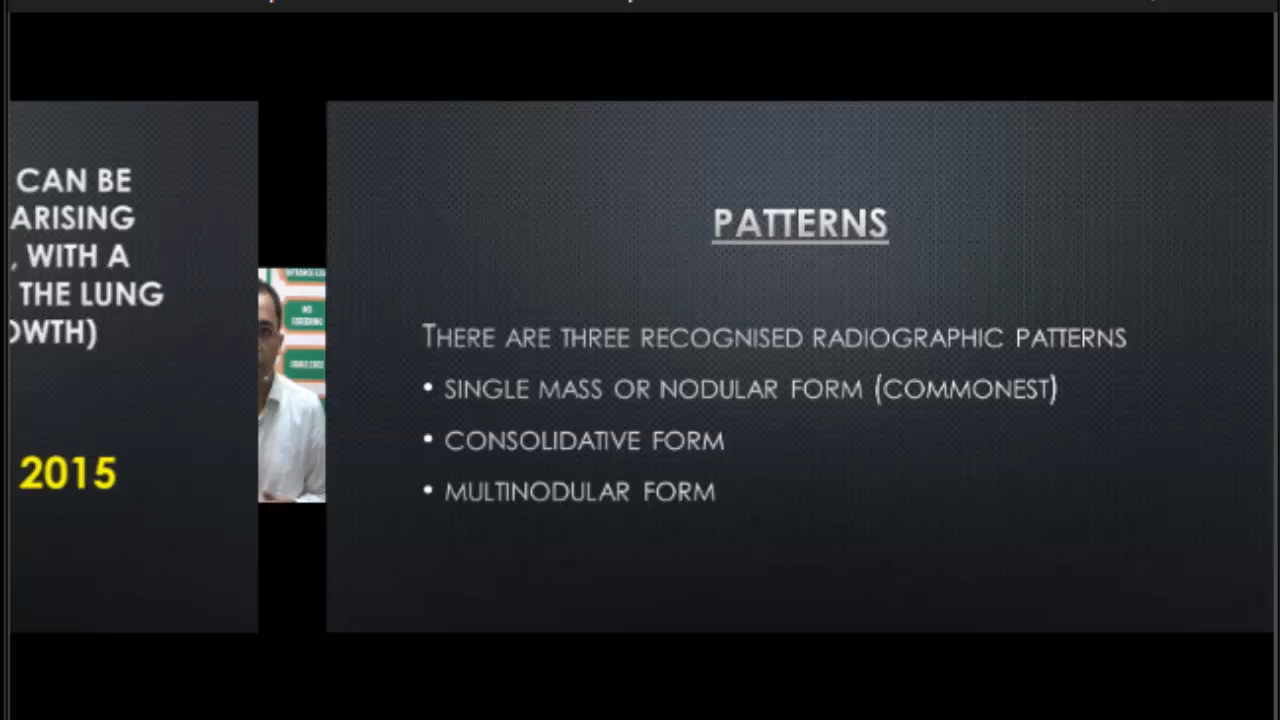 CAN BE
ARISING
, WITH A
THE LUNG
OWTH)
2015
NO
PATTERNS
THERE ARE THREE RECOGNISED RADIOGRAPHIC PATTERNS
• SINGLE MASS OR NODULAR FORM (COMMONEST)
• CONSOLIDATIVE FORM
• MULTINODULAR FORM